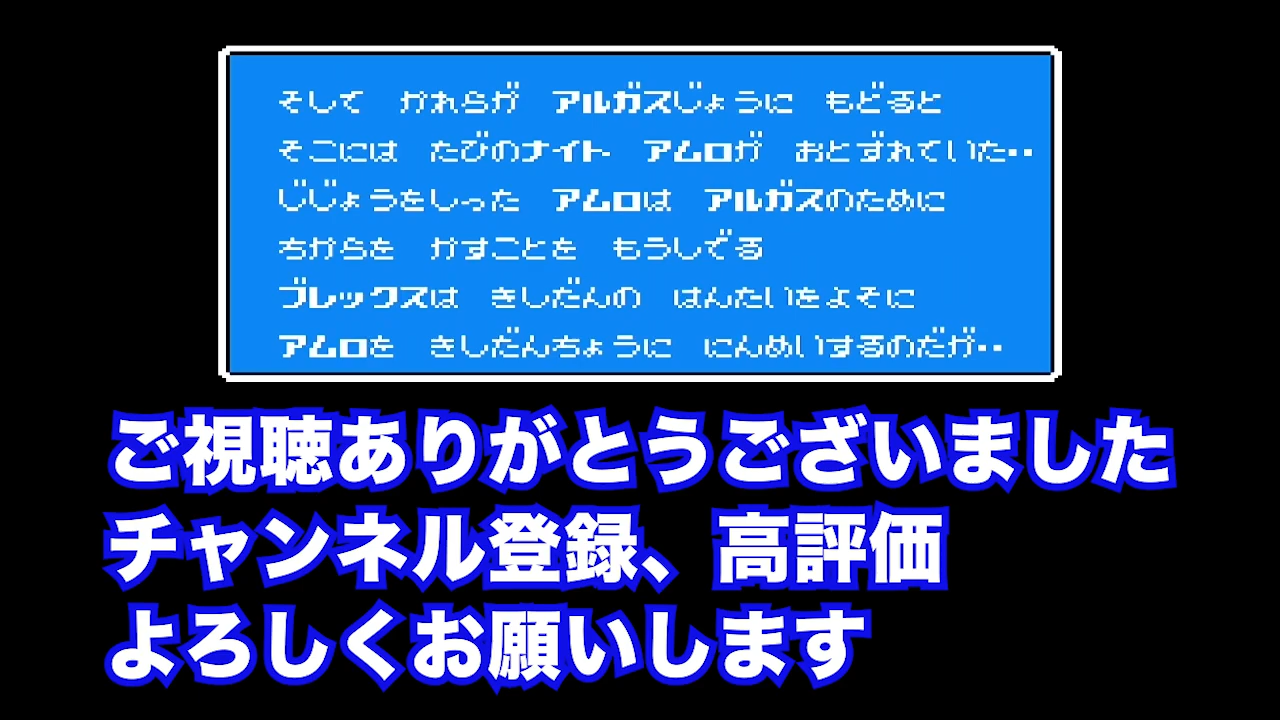 そして　かれらが　アルガスじょうに　もどると
そこには　たびのナイト　アムロが　おとずれていた‥
じじょうをしった　アムロは　アルガスのために
ちからを　かすことを　もうしでる
ブレックスは　きしだんの　はんたいをよそに
アムロを　きしだんちょうに　にんめいするのだが‥
ご視聴ありがとうございました
チャンネル登録、高評価
よろしくお願いします